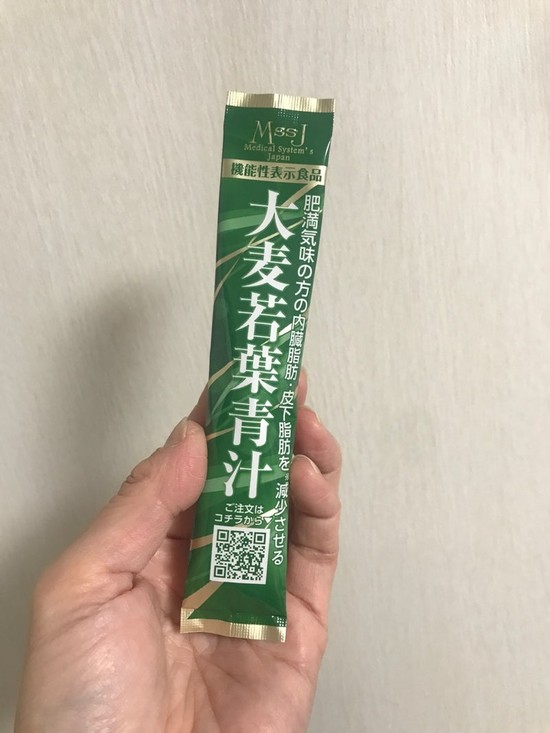 MssJ
Medical System's
Japan
機能性表示食品
肥満気味の方の内臓脂肪・皮下脂肪を減少させる
大麦若葉青汁
ご注文は
コチラから